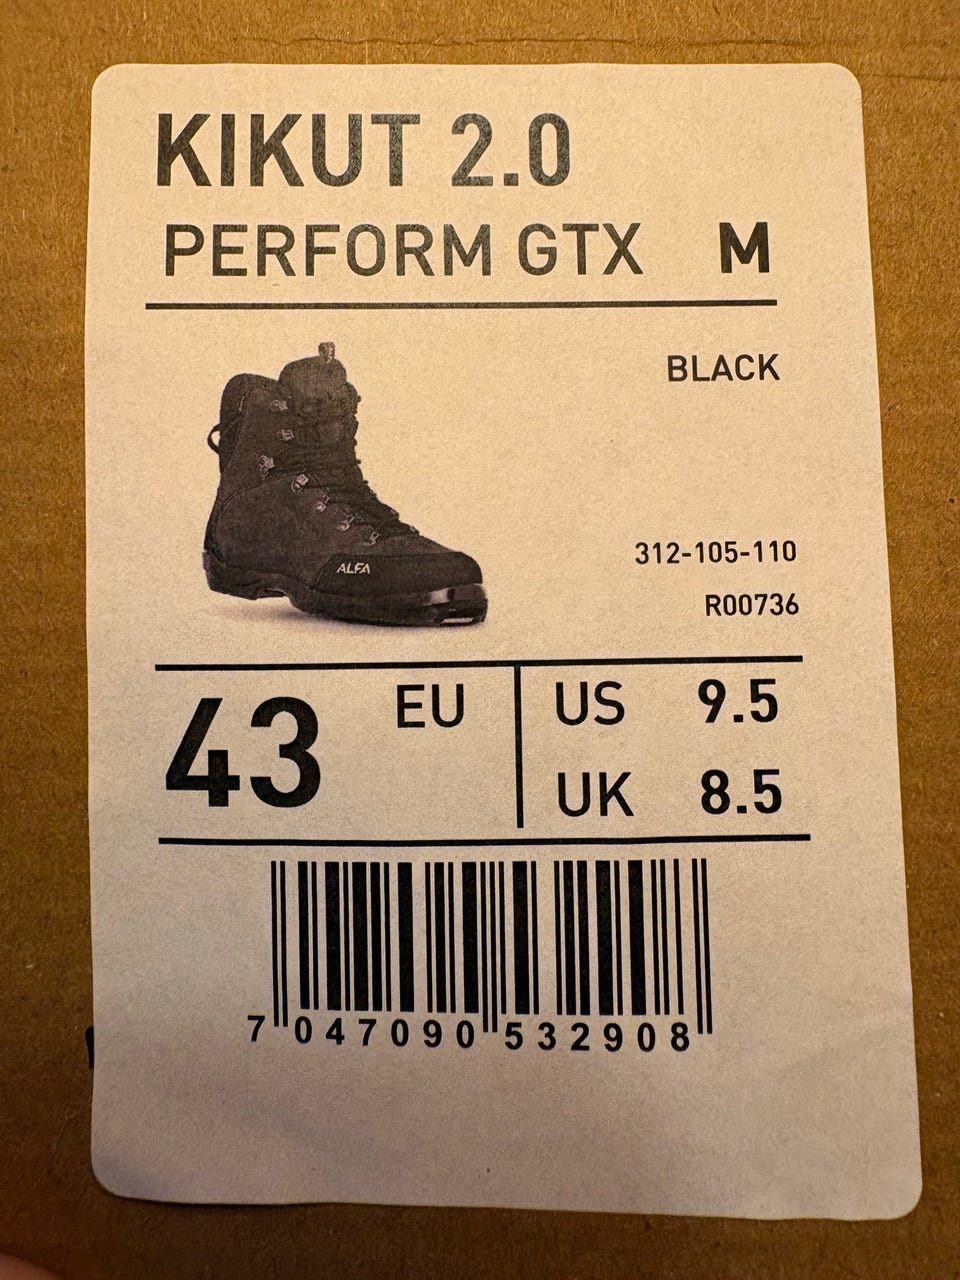 KIKUT 2.0
PERFORM GTX M
BLACK
ALFA
312-105-110
R00736
43 EU
US 9.5
UK 8.5
7 047090 532908